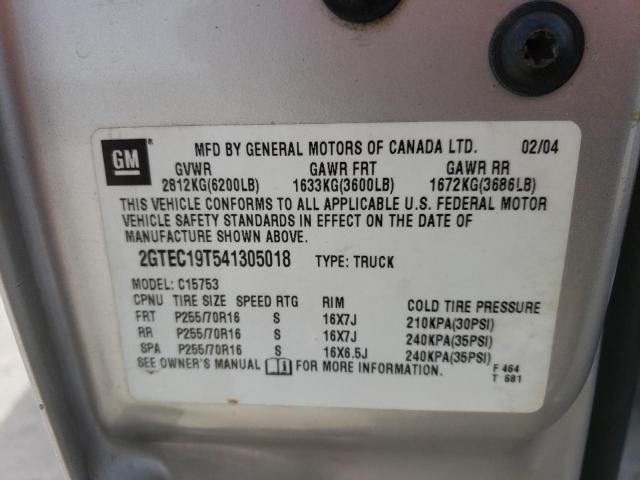 GM
MFD BY GENERAL MOTORS OF CANADA LTD. 02/04
GVWR GAWR FRT GAWR RR
2812KG(6200LB) 1633KG(3600LB) 1672KG(3686LB)
THIS VEHICLE CONFORMS TO ALL APPLICABLE U.S. FEDERAL MOTOR
VEHICLE SAFETY STANDARDS IN EFFECT ON THE DATE OF
MANUFACTURE SHOWN ABOVE.
2GTEC19T541305018 TYPE: TRUCK
MODEL: C15753
CPNU TIRE SIZE SPEED RTG RIM COLD TIRE PRESSURE
FRT P255/70R16 S 16X7J 210KPA(30PSI)
RR P255/70R16 S 16X7J 240KPA(35PSI)
SPA P255/70R16 S 16X6.5J 240KPA(35PSI)
SEE OWNER'S MANUAL FOR MORE INFORMATION. F 464
T 681